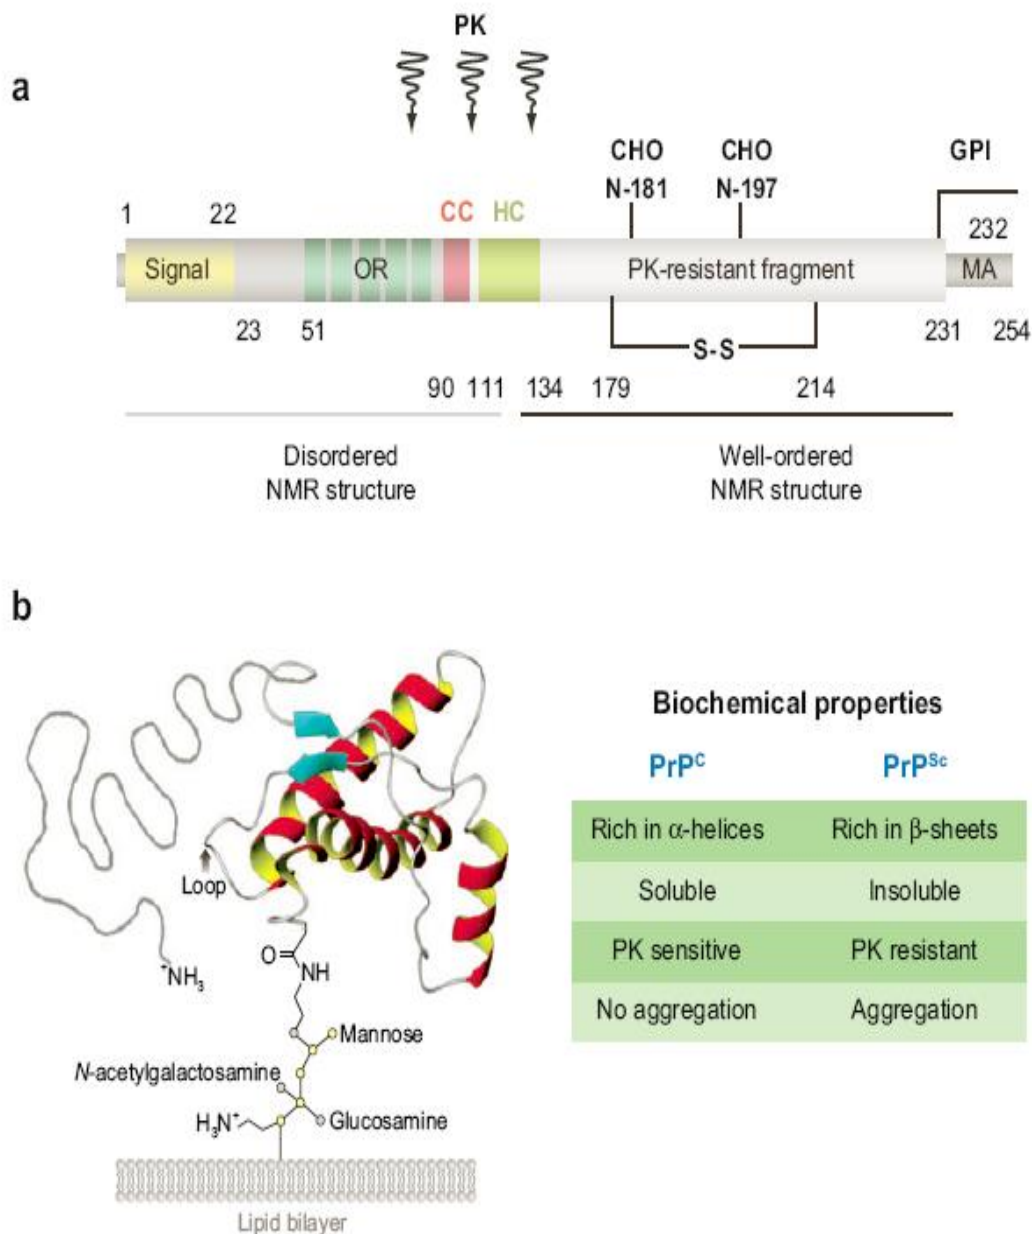 a
PK
CHO CHO GPI
N-181 N-197
1 22 CC HC 232
Signal OR PK-resistant fragment MA
23 51 S-S 231 254
90 111 134 179 214
Disordered
NMR structure
Well-ordered
NMR structure
b
Loop
O
NH
⁺NH₃
Mannose
N-acetylgalactosamine
H₃N⁺
Glucosamine
Lipid bilayer
Biochemical properties
PrPᶜ PrPˢᶜ
Rich in α-helices Rich in β-sheets
Soluble Insoluble
PK sensitive PK resistant
No aggregation Aggregation